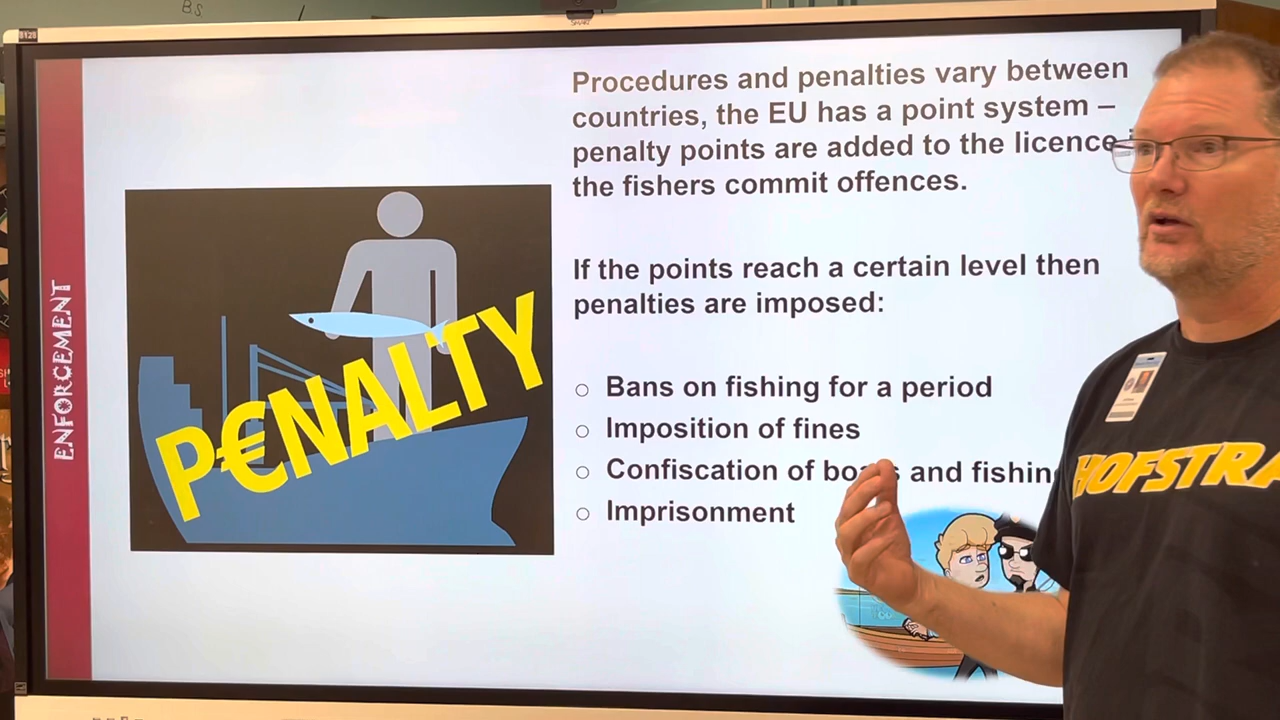 B.S
SMART
ENFORCEMENT
Procedures and penalties vary between
countries, the EU has a point system –
penalty points are added to the licence
the fishers commit offences.
If the points reach a certain level then
penalties are imposed:
○ Bans on fishing for a period
○ Imposition of fines
○ Confiscation of and
○ Imprisonment
P€NALTY
HOFSTRA